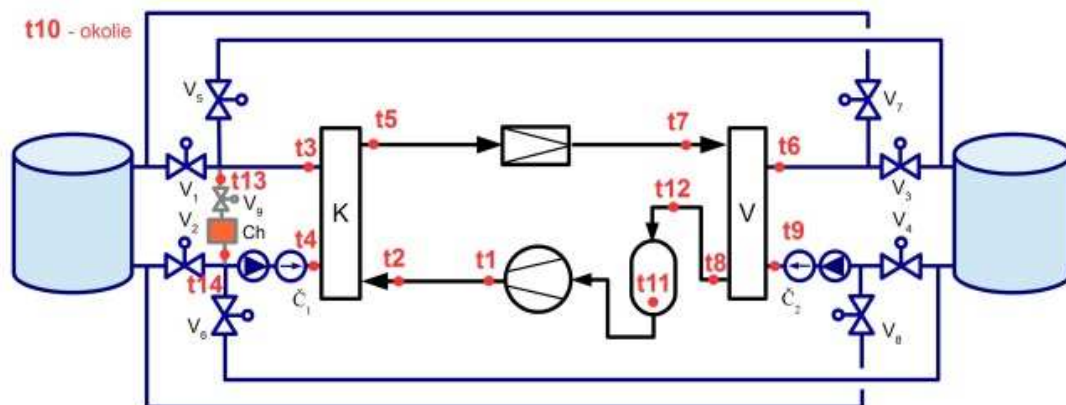 t10 - okolie
V₅
V₇
t5
t7
t3
t6
t13
V₁
V₉
t12
V₃
V₂
K
V
V₄
Ch
t4
t2
t1
t8
t9
t11
t14
Č₁
Č₂
V₆
V₈